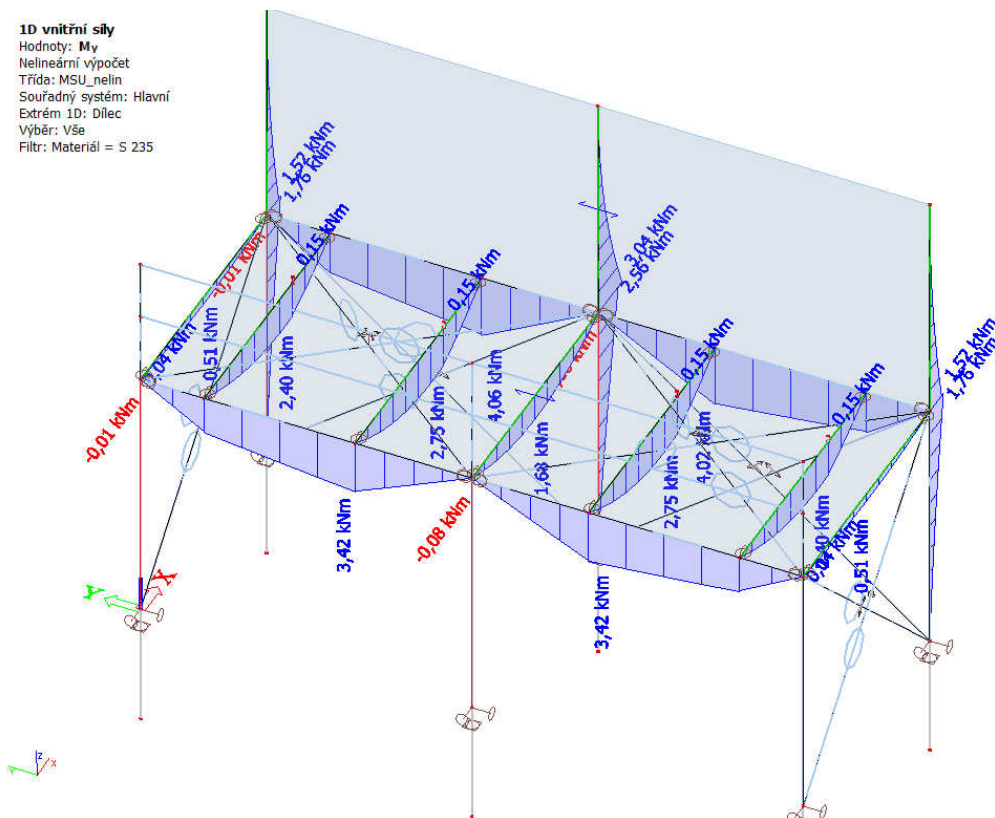 1D vnitřní síly
Hodnoty: My
Nelineární výpočet
Třída: MSU_nelin
Souřadný systém: Hlavní
Extrém 1D: Dílec
Výběr: Vše
Filtr: Materiál = S 235
1,52 kNm
1,76 kNm
-0,01 kNm
0,15 kNm
3,04 kNm
2,56 kNm
0,15 kNm
0,15 kNm
1,52 kNm
1,76 kNm
0,15 kNm
0,51 kNm
2,40 kNm
4,06 kNm
2,75 kNm
1,68 kNm
4,02 kNm
2,75 kNm
-0,01 kNm
3,42 kNm
-0,08 kNm
0,04 kNm
0,51 kNm
3,42 kNm
Y
X
z
x